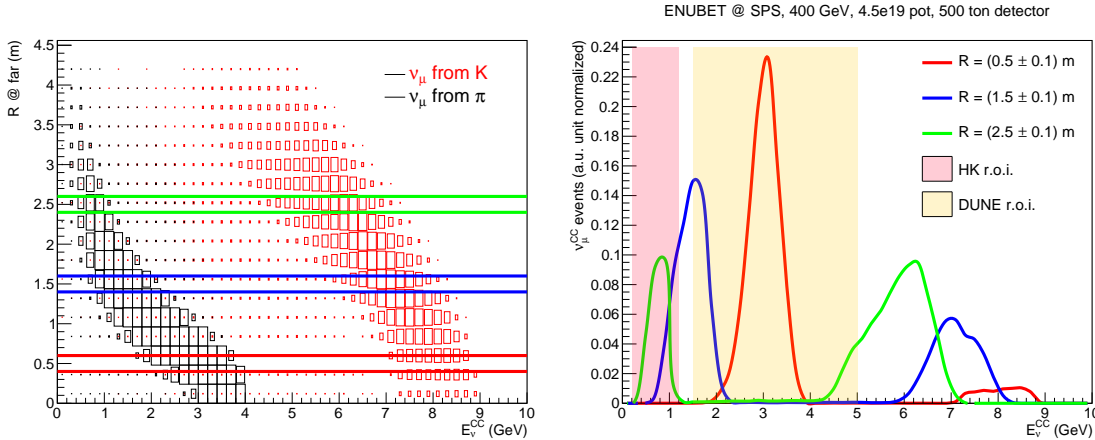 ENUBET @ SPS, 400 GeV, 4.5e19 pot, 500 ton detector
R @ far (m)
4.5
4
3.5
3
2.5
2
1.5
1
0.5
0
ν_μ from K
ν_μ from π
0 1 2 3 4 5 6 7 8 9 10
E_ν^CC (GeV)
ν_μ^CC events (a.u. unit normalized)
0.24
0.22
0.2
0.18
0.16
0.14
0.12
0.1
0.08
0.06
0.04
0.02
0
R = (0.5 ± 0.1) m
R = (1.5 ± 0.1) m
R = (2.5 ± 0.1) m
HK r.o.i.
DUNE r.o.i.
0 1 2 3 4 5 6 7 8 9 10
E_ν^CC (GeV)